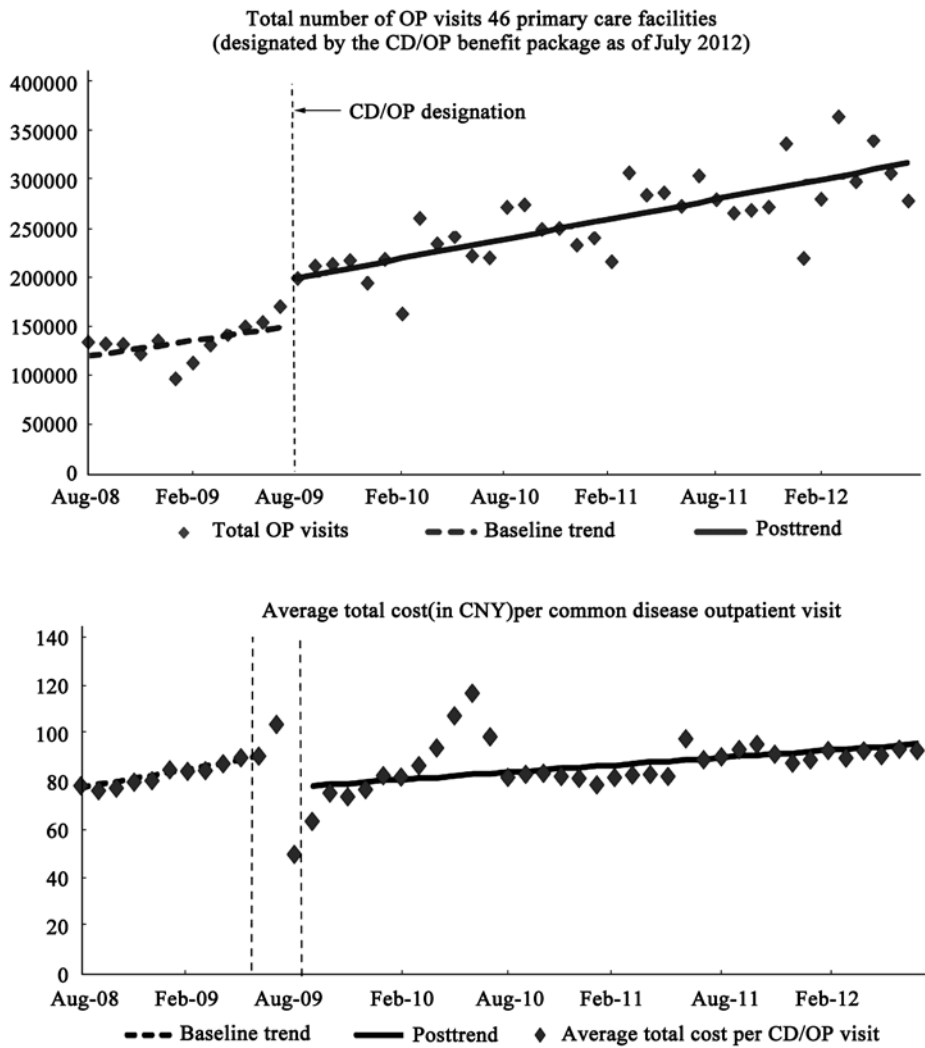 Total number of OP visits 46 primary care facilities
(designated by the CD/OP benefit package as of July 2012)
400000
CD/OP designation
350000
300000
250000
200000
150000
100000
50000
0
Aug-08 Feb-09 Aug-09 Feb-10 Aug-10 Feb-11 Aug-11 Feb-12
Total OP visits Baseline trend Posttrend
Average total cost(in CNY)per common disease outpatient visit
140
120
100
80
60
40
20
0
Aug-08 Feb-09 Aug-09 Feb-10 Aug-10 Feb-11 Aug-11 Feb-12
Baseline trend Posttrend Average total cost per CD/OP visit